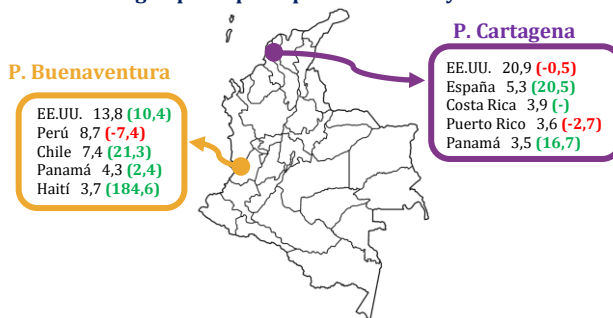 P. Cartagena
EE.UU. 20,9 (-0,5)
España 5,3 (20,5)
Costa Rica 3,9 (-)
Puerto Rico 3,6 (-2,7)
Panamá 3,5 (16,7)
P. Buenaventura
EE.UU. 13,8 (10,4)
Perú 8,7 (-7,4)
Chile 7,4 (21,3)
Panamá 4,3 (2,4)
Haití 3,7 (184,6)